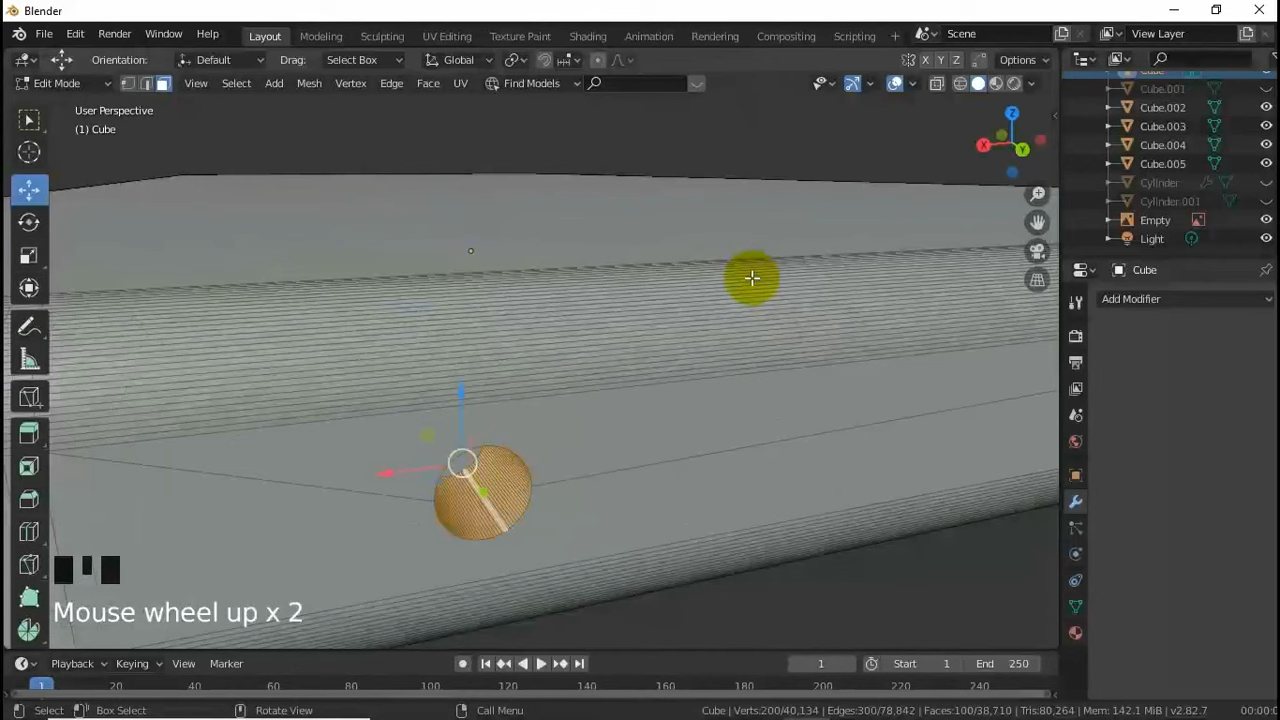 Blender
File Edit Render Window Help Layout Modeling Sculpting UV Editing Texture Paint Shading Animation Rendering Compositing Scripting + Scene View Layer
Orientation: Default Drag: Select Box Global X Y Z Options
Edit Mode View Select Add Mesh Vertex Edge Face UV Find Models
User Perspective
(1) Cube
Z
X
Y
Cube
Cube.001
Cube.002
Cube.003
Cube.004
Cube.005
Cylinder
Cylinder.001
Empty
Light
Cube
Add Modifier
Mouse wheel up x 2
Playback Keying View Marker 1 Start 1 End 250
1 20 40 60 80 100 120 140 160 180 200 220 240
Select Box Select Rotate View Call Menu Cube | Verts:200/40,134 | Edges:300/78,842 | Faces:100/38,710 | Tris:80,264 | Mem: 142.1 MiB | v2.82.7 00:00:0